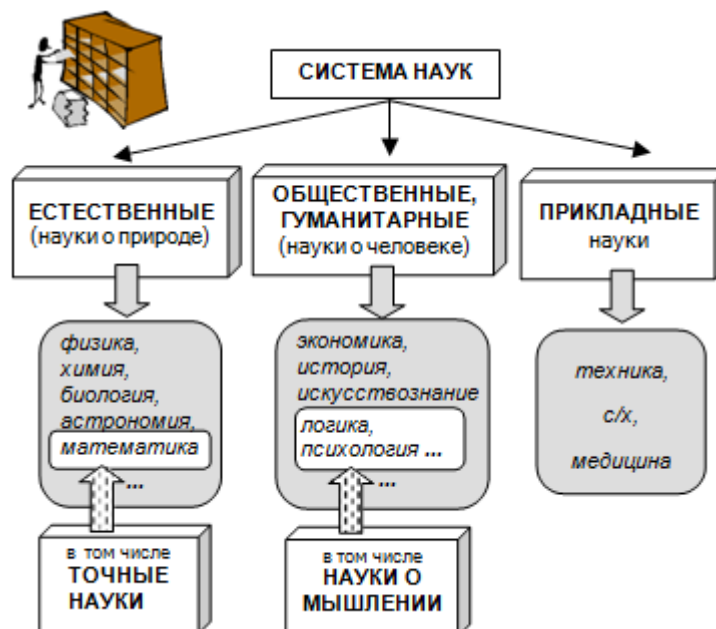 СИСТЕМА НАУК
ЕСТЕСТВЕННЫЕ
(науки о природе)
ОБЩЕСТВЕННЫЕ,
ГУМАНИТАРНЫЕ
(науки о человеке)
ПРИКЛАДНЫЕ
науки
физика,
химия,
биология,
астрономия,
математика
...
экономика,
история,
искусствознание
логика,
психология ...
...
техника,
с/х,
медицина
в том числе
ТОЧНЫЕ
НАУКИ
в том числе
НАУКИ О
МЫШЛЕНИИ